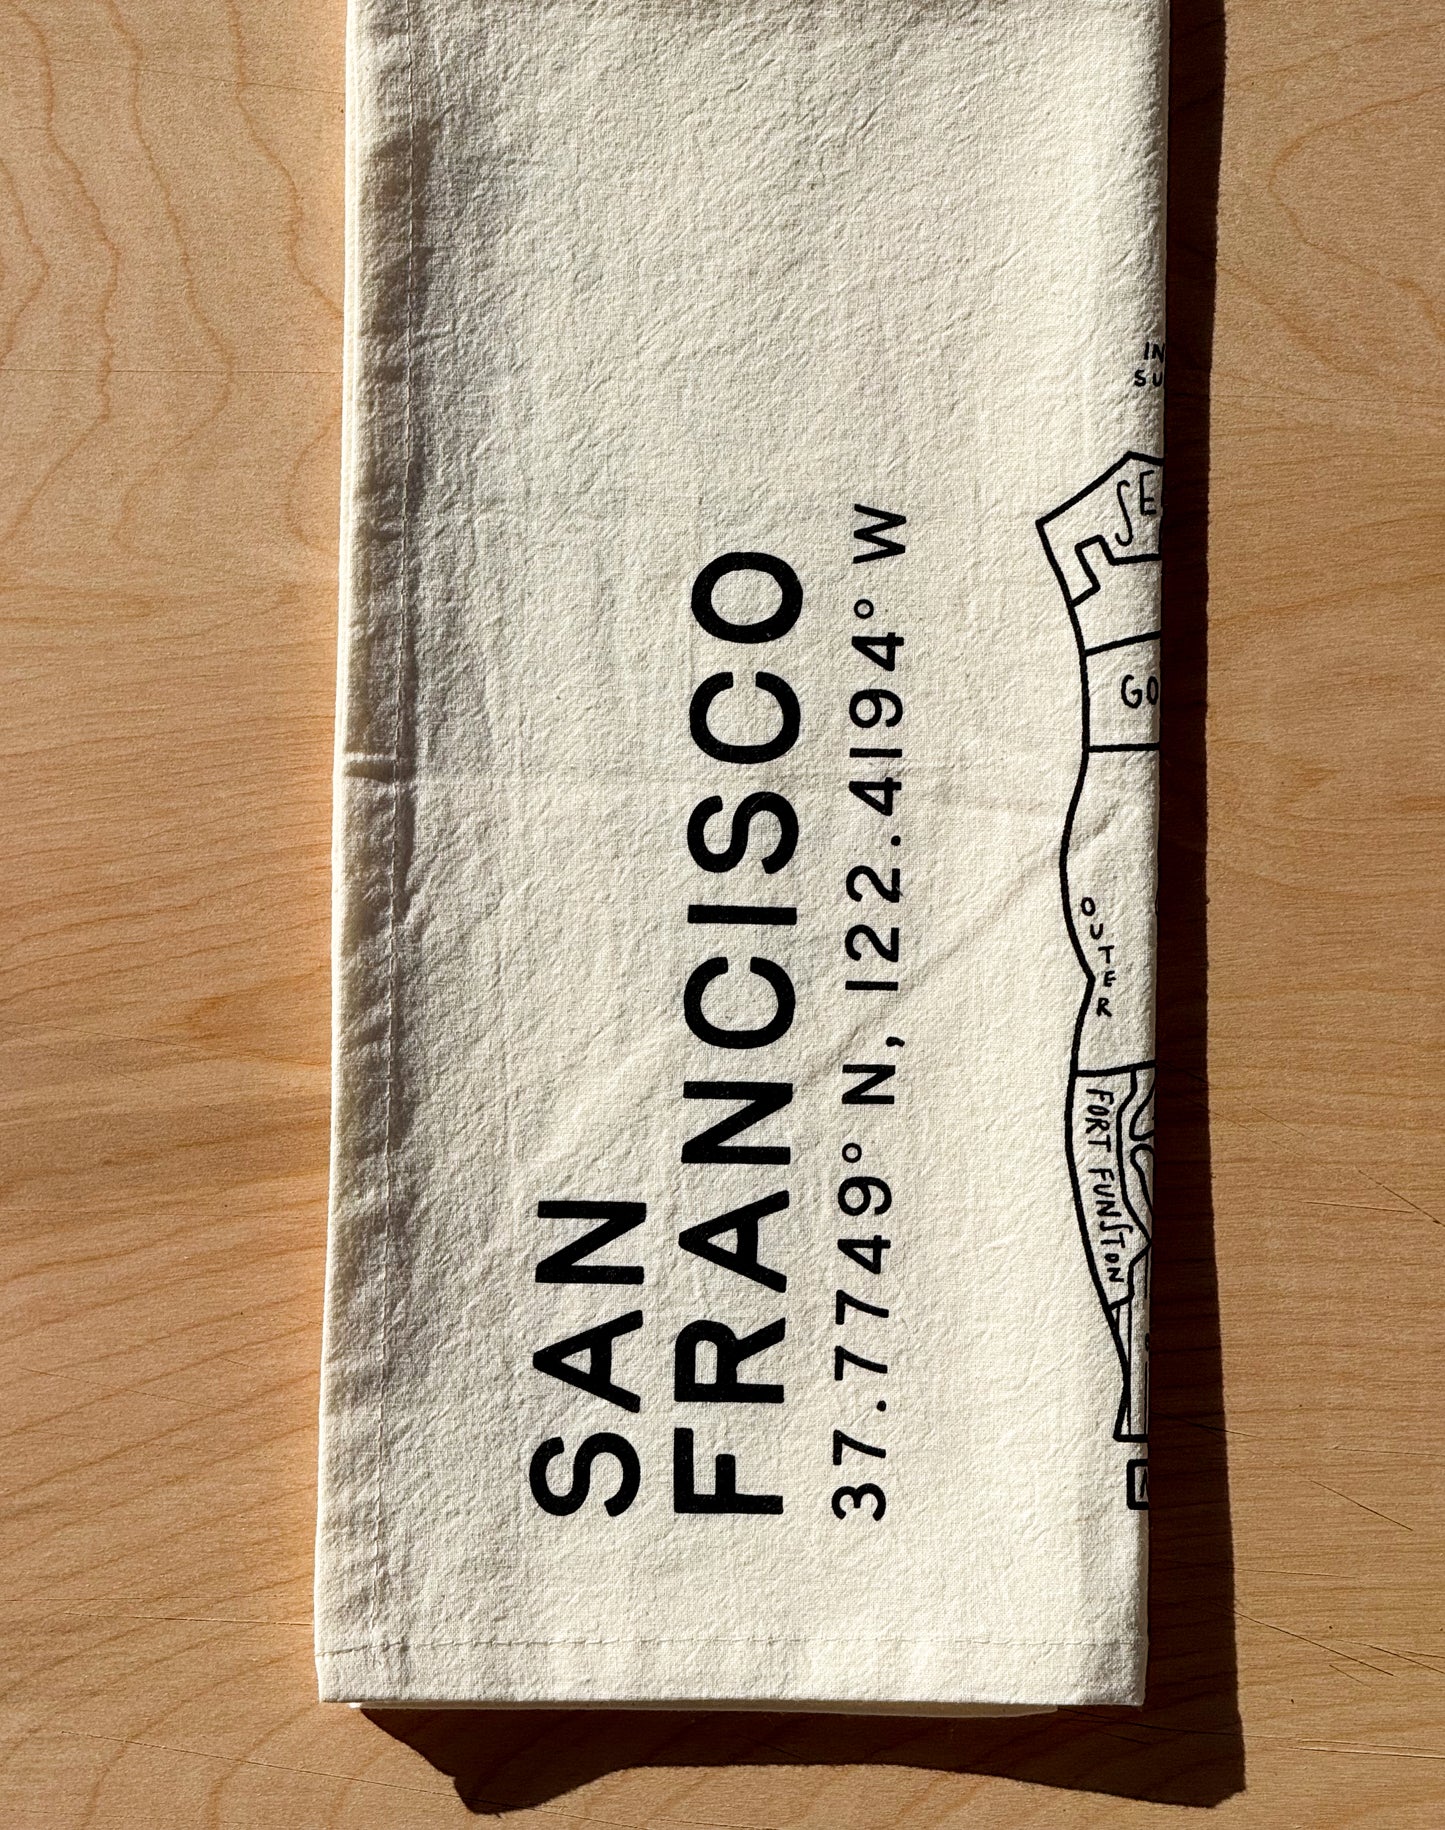 SAN
FRANCISCO
37.7749° N, 122.4194° W
OUTER
FORT FUNSTON